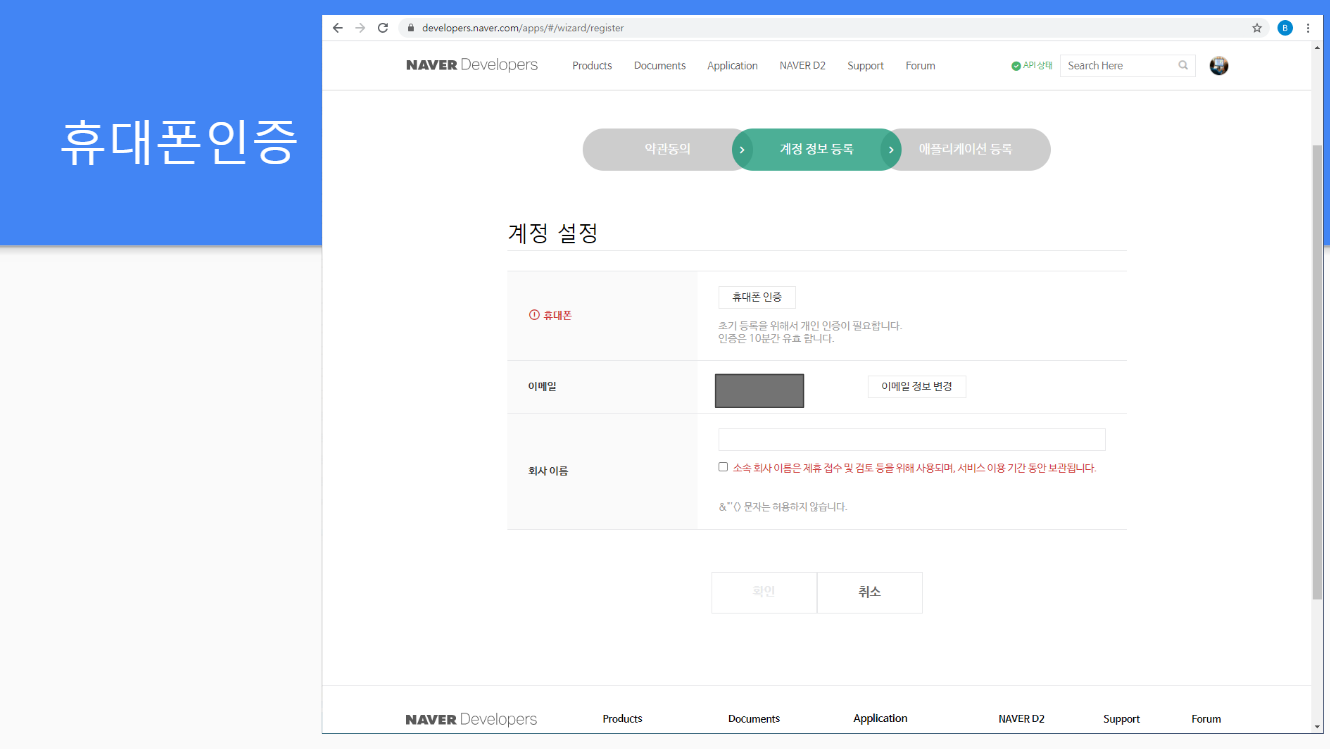 휴대폰인증
developers.naver.com/apps/#/wizard/register
B
NAVER Developers
Products
Documents
Application
NAVER D2
Support
Forum
API 상태
Search Here
약관동의
계정 정보 등록
애플리케이션 등록
계정 설정
휴대폰
휴대폰 인증
초기 등록을 위해서 개인 인증이 필요합니다.
인증은 10분간 유효 합니다.
이메일
이메일 정보 변경
회사 이름
소속 회사 이름은 제휴 접수 및 검토 등을 위해 사용되며, 서비스 이용 기간 동안 보관됩니다.
&"'<> 문자는 허용하지 않습니다.
확인
취소
NAVER Developers
Products
Documents
Application
NAVER D2
Support
Forum